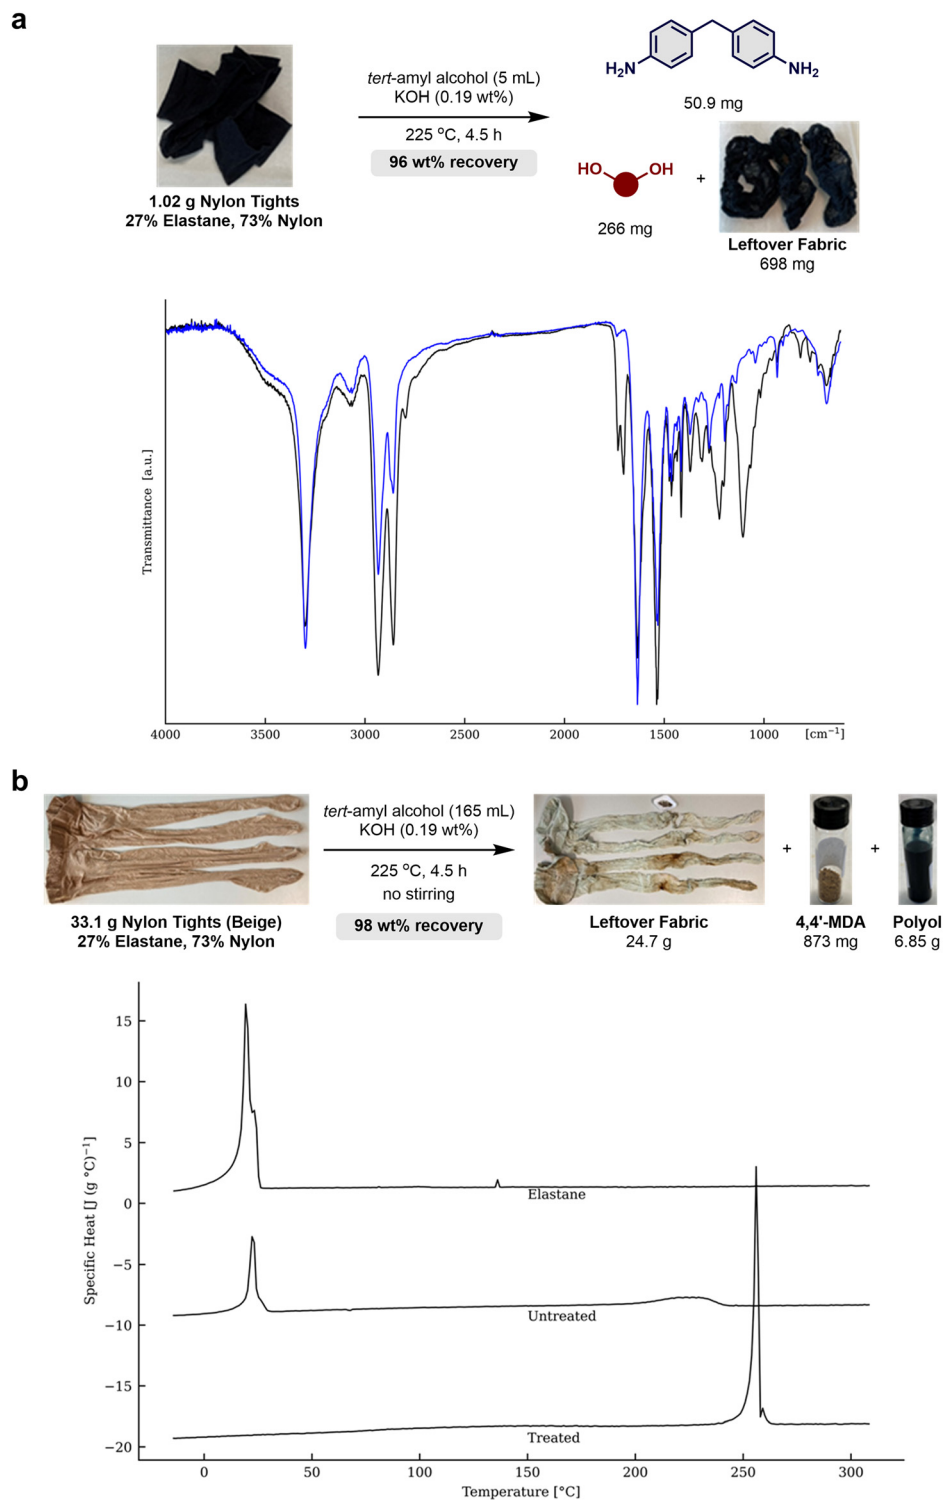 a
tert-amyl alcohol (5 mL)
KOH (0.19 wt%)
225 °C, 4.5 h
96 wt% recovery
H₂N
NH₂
50.9 mg
1.02 g Nylon Tights
27% Elastane, 73% Nylon
HO
OH
+
266 mg
Leftover Fabric
698 mg
Transmittance [a.u.]
4000 3500 3000 2500 2000 1500 1000 [cm⁻¹]
b
tert-amyl alcohol (165 mL)
KOH (0.19 wt%)
225 °C, 4.5 h
no stirring
98 wt% recovery
33.1 g Nylon Tights (Beige)
27% Elastane, 73% Nylon
+
+
Leftover Fabric
24.7 g
4,4'-MDA
873 mg
Polyol
6.85 g
Specific Heat [J (g °C)⁻¹]
15
10
5
0
−5
−10
−15
−20
Elastane
Untreated
Treated
0 50 100 150 200 250 300
Temperature [°C]